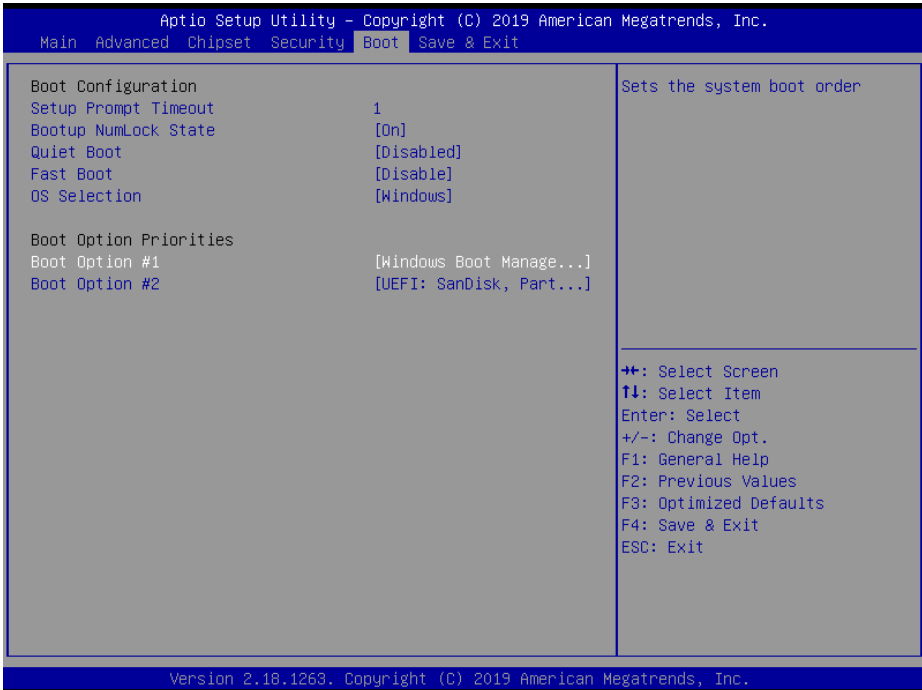 Aptio Setup Utility – Copyright (C) 2019 American Megatrends, Inc.
Main Advanced Chipset Security Boot Save & Exit
Boot Configuration
Setup Prompt Timeout 1
Bootup NumLock State [On]
Quiet Boot [Disabled]
Fast Boot [Disable]
OS Selection [Windows]
Boot Option Priorities
Boot Option #1 [Windows Boot Manage...]
Boot Option #2 [UEFI: SanDisk, Part...]
Sets the system boot order
→←: Select Screen
↑↓: Select Item
Enter: Select
+/-: Change Opt.
F1: General Help
F2: Previous Values
F3: Optimized Defaults
F4: Save & Exit
ESC: Exit
Version 2.18.1263. Copyright (C) 2019 American Megatrends, Inc.